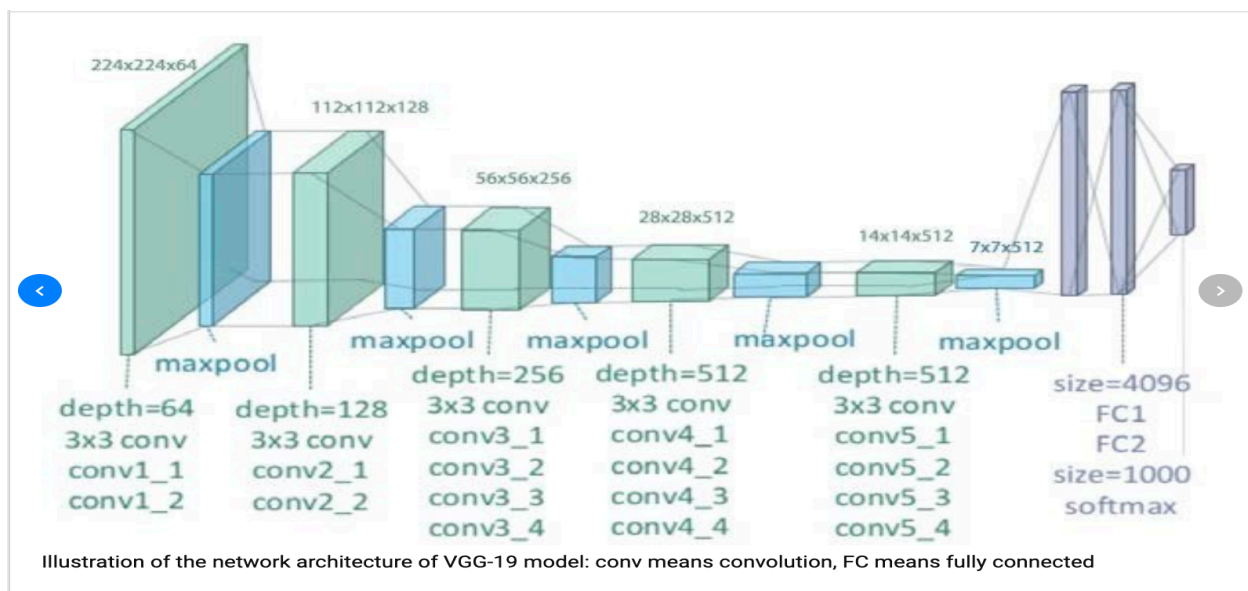 224x224x64
112x112x128
56x56x256
28x28x512
14x14x512
7x7x512
maxpool
maxpool
maxpool
maxpool
maxpool
depth=64
3x3 conv
conv1_1
conv1_2
depth=128
3x3 conv
conv2_1
conv2_2
depth=256
3x3 conv
conv3_1
conv3_2
conv3_3
conv3_4
depth=512
3x3 conv
conv4_1
conv4_2
conv4_3
conv4_4
depth=512
3x3 conv
conv5_1
conv5_2
conv5_3
conv5_4
size=4096
FC1
FC2
size=1000
softmax
Illustration of the network architecture of VGG-19 model: conv means convolution, FC means fully connected